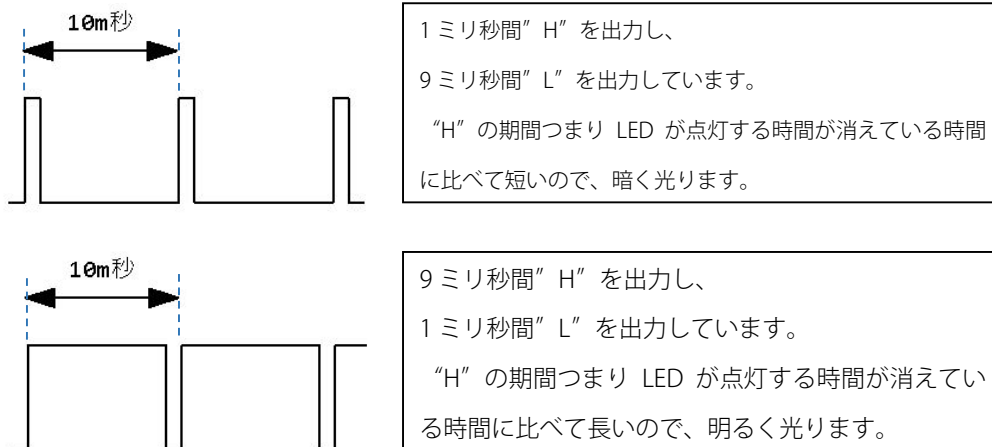 10m秒
1ミリ秒間”H”を出力し、
9ミリ秒間”L”を出力しています。
“H”の期間つまり LED が点灯する時間が消えている時間
に比べて短いので、暗く光ります。
10m秒
9ミリ秒間”H”を出力し、
1ミリ秒間”L”を出力しています。
“H”の期間つまり LED が点灯する時間が消えてい
る時間に比べて長いので、明るく光ります。